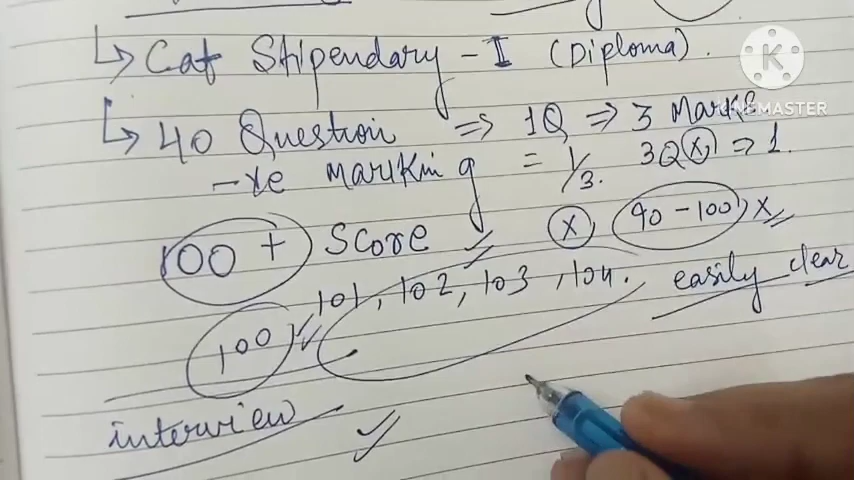 ↳ Cat Stipendary - I (Diploma).
↳ 40 Question ⇒ 1Q ⇒ 3 Marks
-ve marking = 1/3. 3Q (x) ⇒ 1.
100+ Score (x) 90-100, x
101, 102, 103, 104. easily clear
100
interview
KINEMASTER